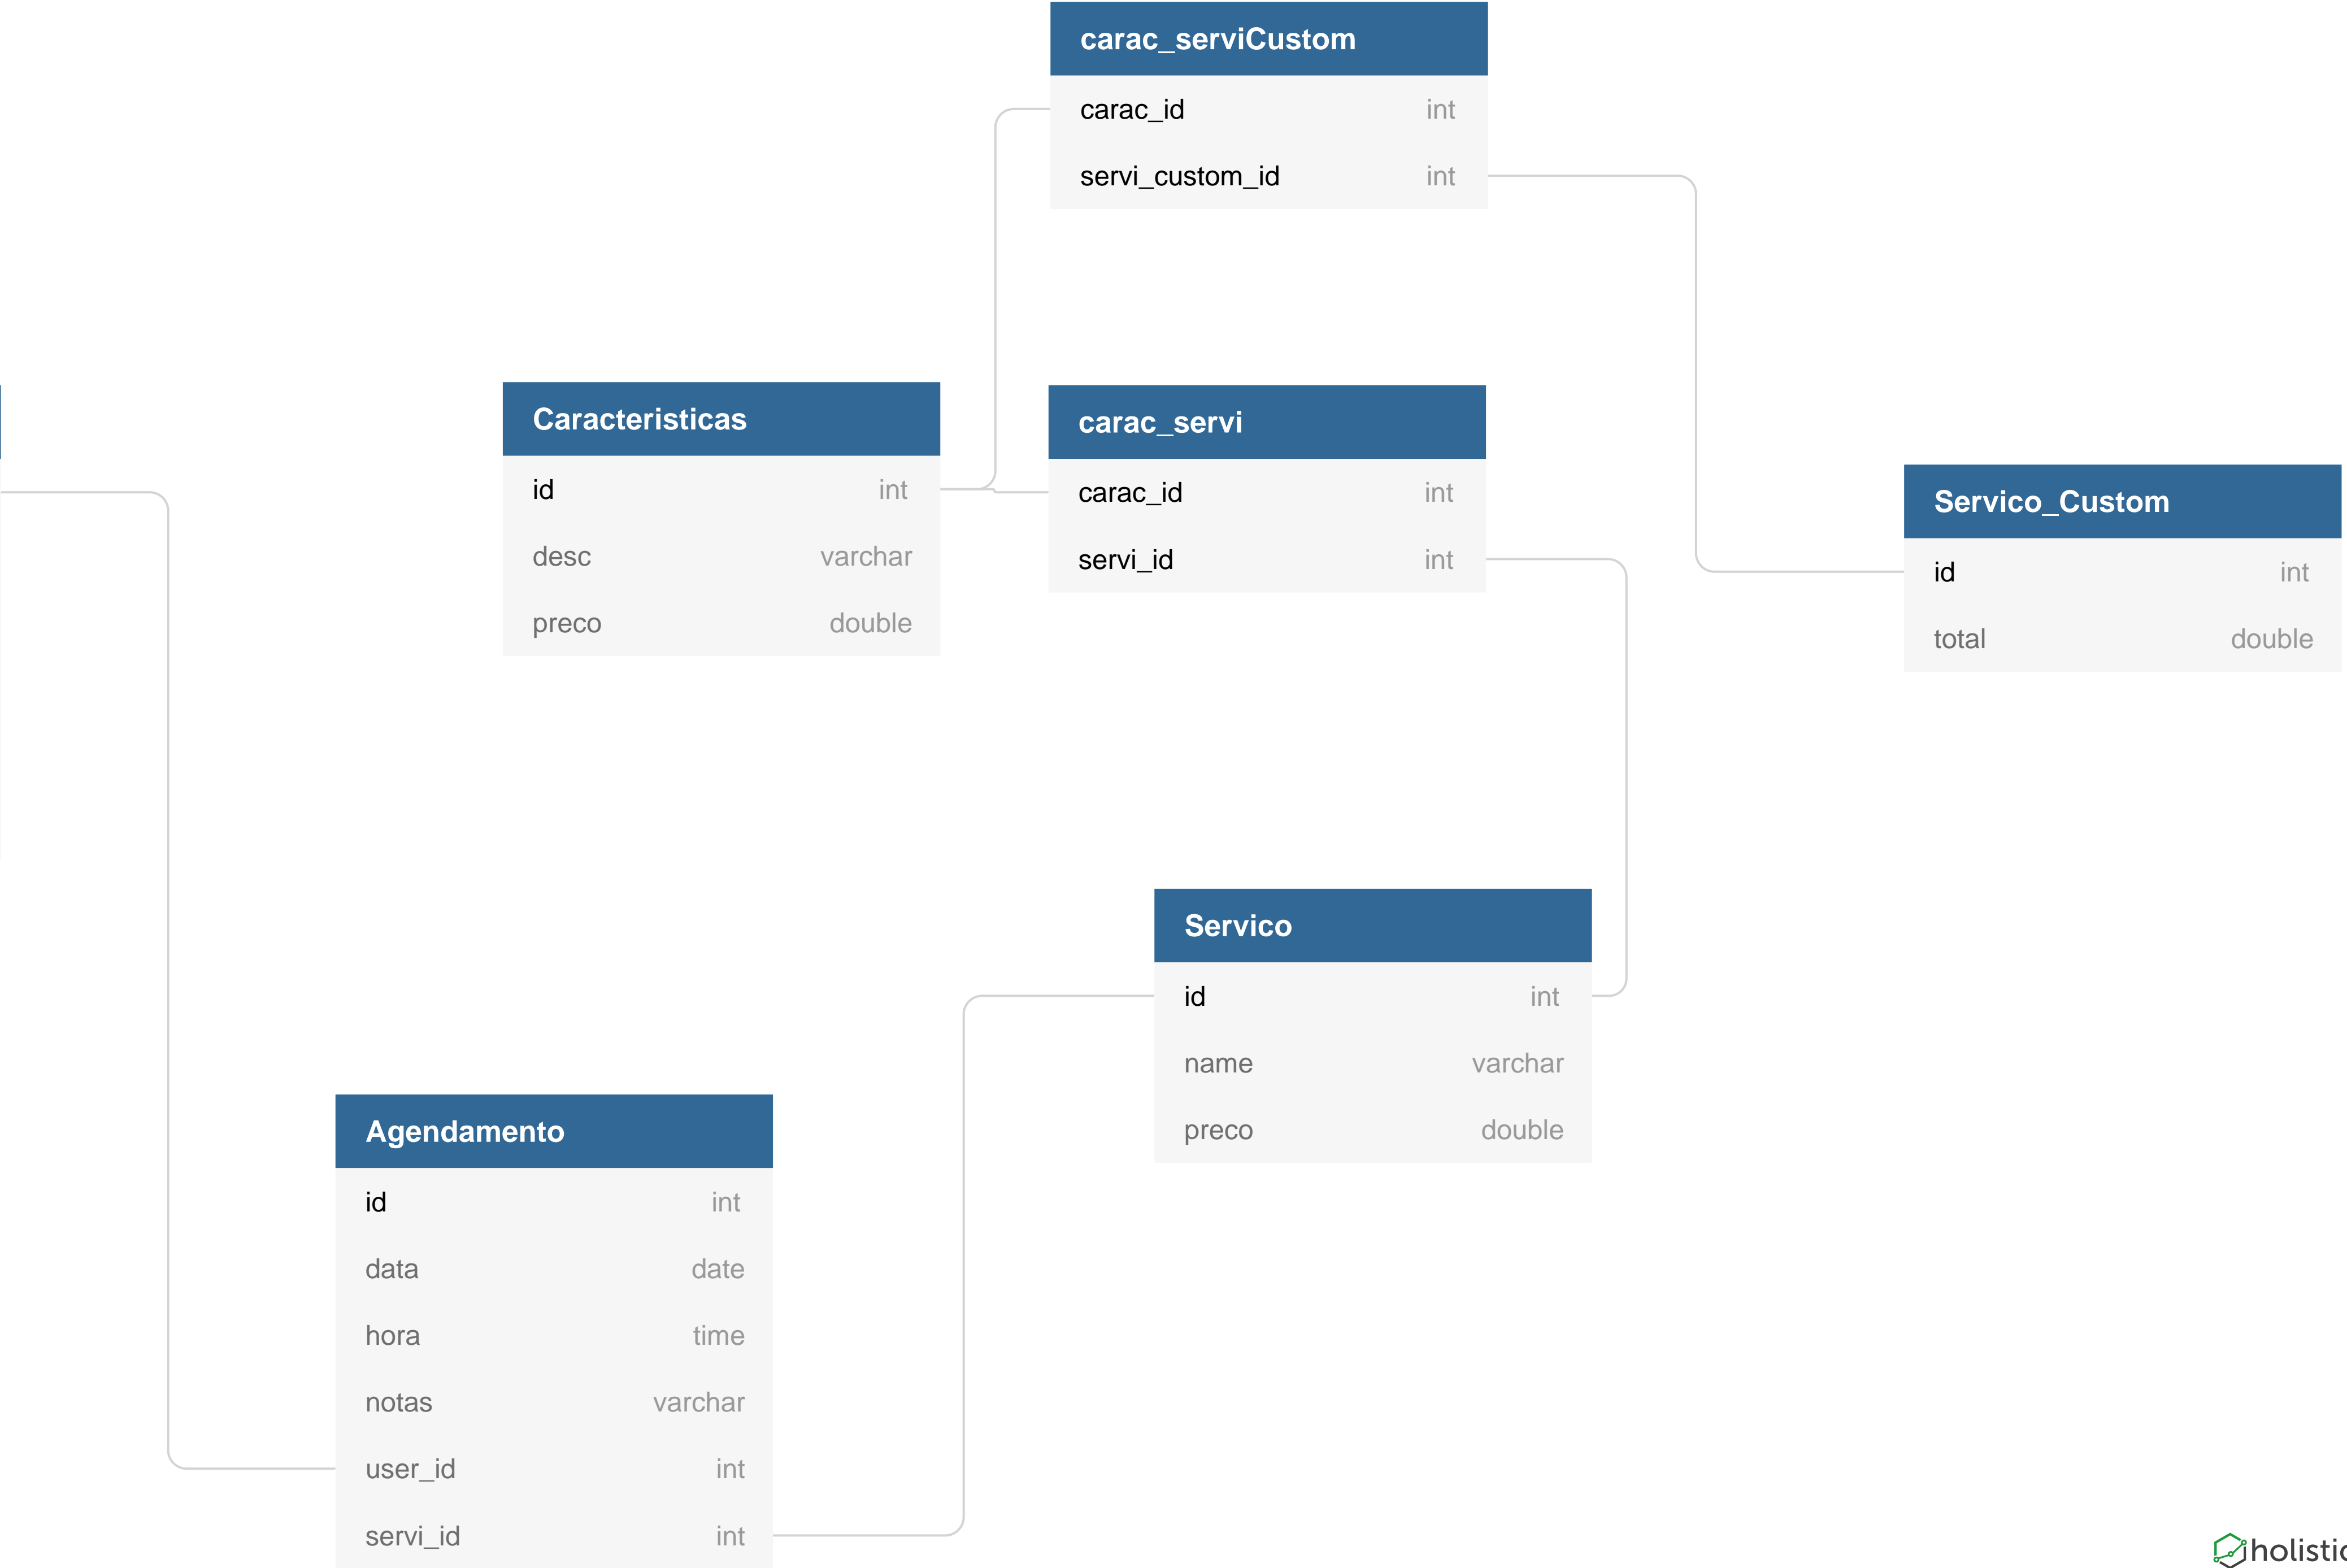 carac_serviCustom
carac_id int
servi_custom_id int
Caracteristicas
id int
desc varchar
preco double
carac_servi
carac_id int
servi_id int
Servico_Custom
id int
total double
Servico
id int
name varchar
preco double
Agendamento
id int
data date
hora time
notas varchar
user_id int
servi_id int